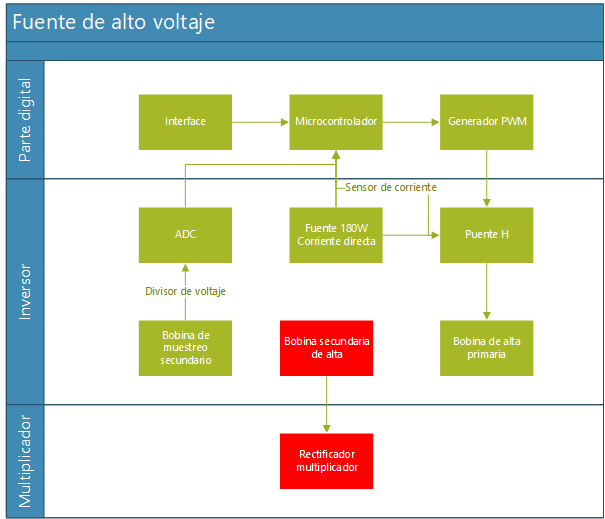 Fuente de alto voltaje
Parte digital
Interface
Microcontrolador
Generador PWM
Sensor de corriente
Inversor
ADC
Fuente 180W
Corriente directa
Puente H
Divisor de voltaje
Bobina de
muestreo
secundario
Bobina secundaria
de alta
Bobina de alta
primaria
Multiplicador
Rectificador
multiplicador